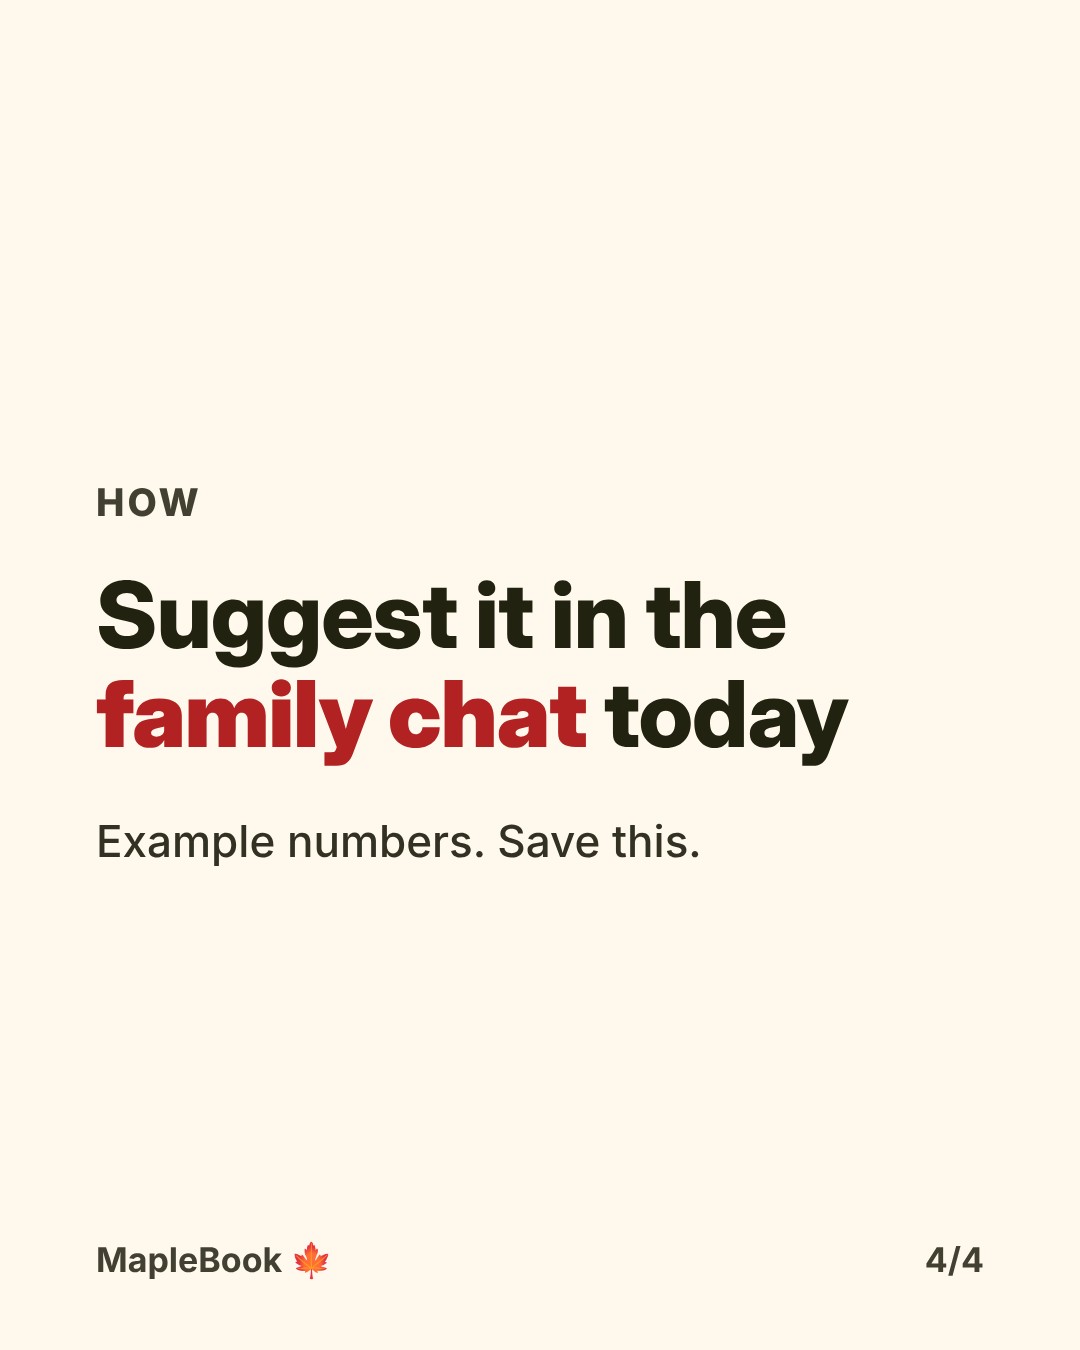 HOW
Suggest it in the
family chat today
Example numbers. Save this.
MapleBook 🍁
4/4